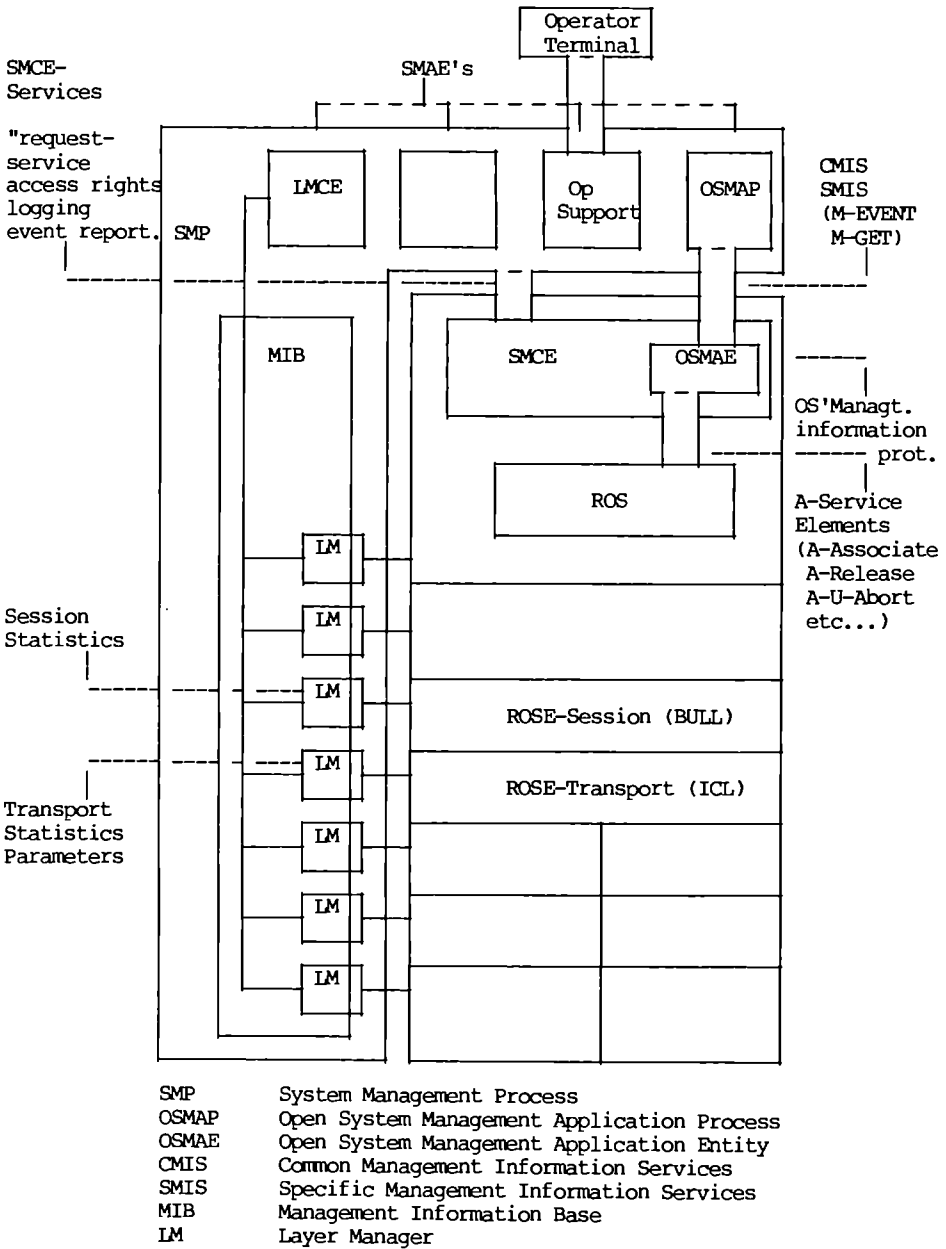 Operator
Terminal
SMCE-
Services
SMAE's
"request-
service
access rights
logging
event report.
SMP
LMCE
Op
Support
OSMAP
CMIS
SMIS
(M-EVENT
M-GET)
MIB
SMCE
OSMAE
OS'Managt.
information
prot.
ROS
A-Service
Elements
(A-Associate
A-Release
A-U-Abort
etc...)
LM
LM
Session
Statistics
LM
ROSE-Session (BULL)
LM
ROSE-Transport (ICL)
Transport
Statistics
Parameters
LM
LM
LM
SMP System Management Process
OSMAP Open System Management Application Process
OSMAE Open System Management Application Entity
CMIS Common Management Information Services
SMIS Specific Management Information Services
MIB Management Information Base
LM Layer Manager